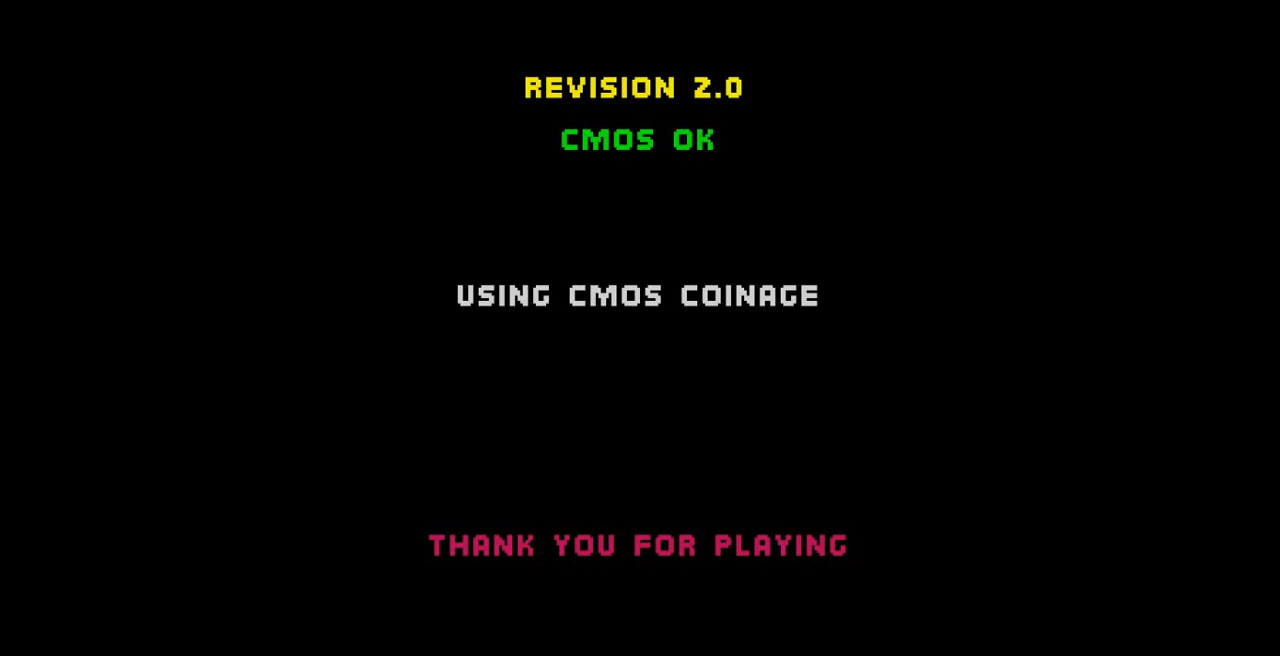 REVISION 2.0
CMOS OK
USING CMOS COINAGE
THANK YOU FOR PLAYING